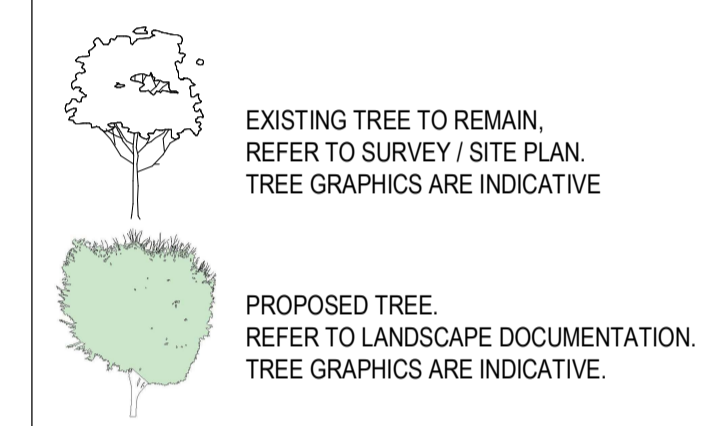 EXISTING TREE TO REMAIN,
REFER TO SURVEY / SITE PLAN.
TREE GRAPHICS ARE INDICATIVE
PROPOSED TREE.
REFER TO LANDSCAPE DOCUMENTATION.
TREE GRAPHICS ARE INDICATIVE.